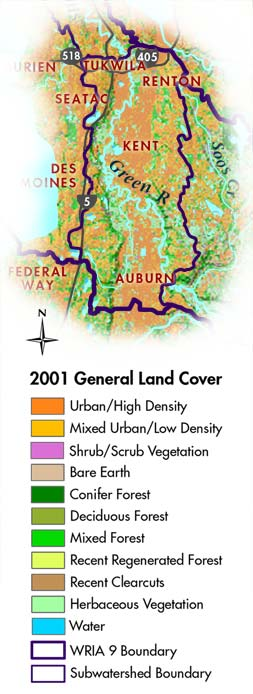 518
405
URIEN
TUKWILA
RENTON
SEATAC
KENT
Soos Cr
DES
MOINES
Green R
5
FEDERAL
WAY
AUBURN
N
2001 General Land Cover
Urban/High Density
Mixed Urban/Low Density
Shrub/Scrub Vegetation
Bare Earth
Conifer Forest
Deciduous Forest
Mixed Forest
Recent Regenerated Forest
Recent Clearcuts
Herbaceous Vegetation
Water
WRIA 9 Boundary
Subwatershed Boundary